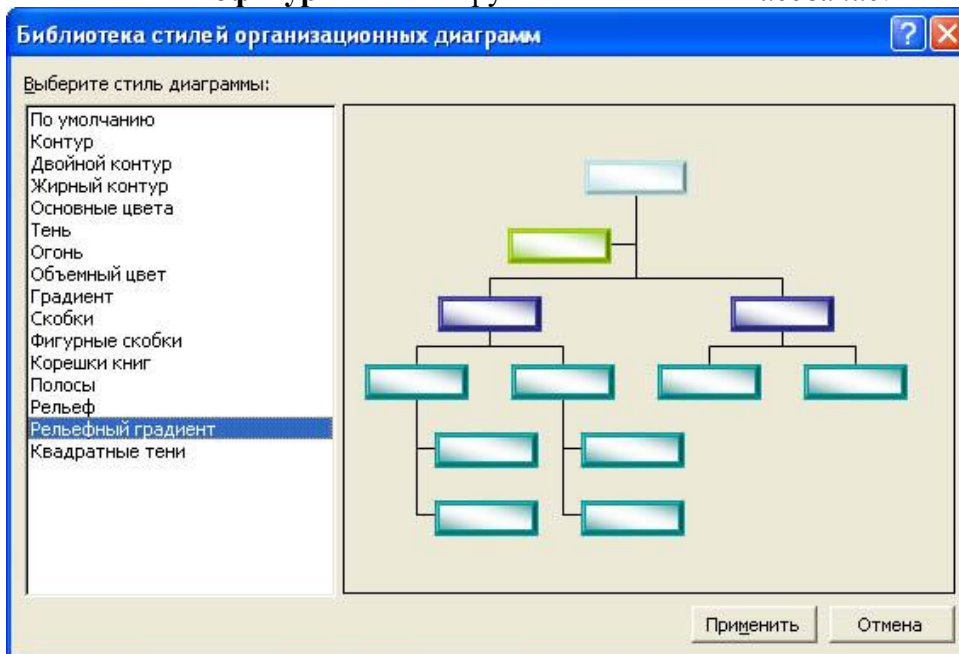 Библиотека стилей организационных диаграмм
Выберите стиль диаграммы:
По умолчанию
Контур
Двойной контур
Жирный контур
Основные цвета
Тень
Огонь
Объемный цвет
Градиент
Скобки
Фигурные скобки
Корешки книг
Полосы
Рельеф
Рельефный градиент
Квадратные тени
Применить
Отмена